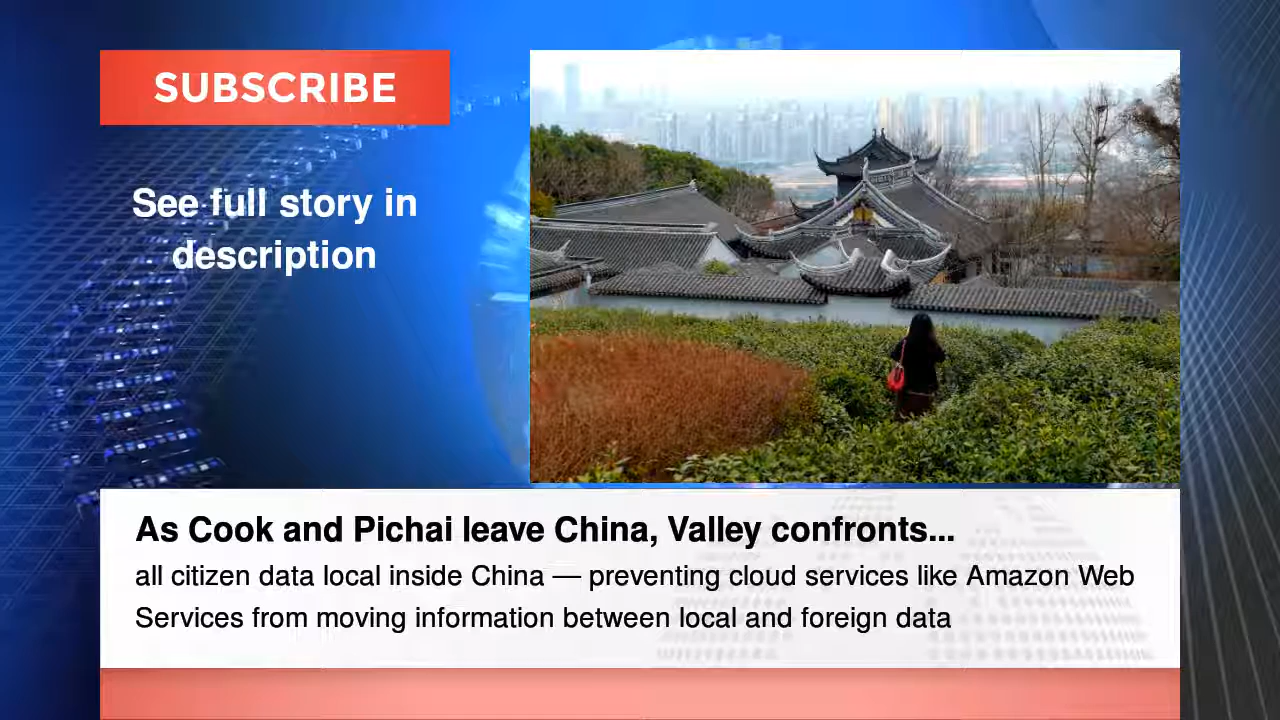 SUBSCRIBE
See full story in
description
As Cook and Pichai leave China, Valley confronts...
all citizen data local inside China — preventing cloud services like Amazon Web
Services from moving information between local and foreign data